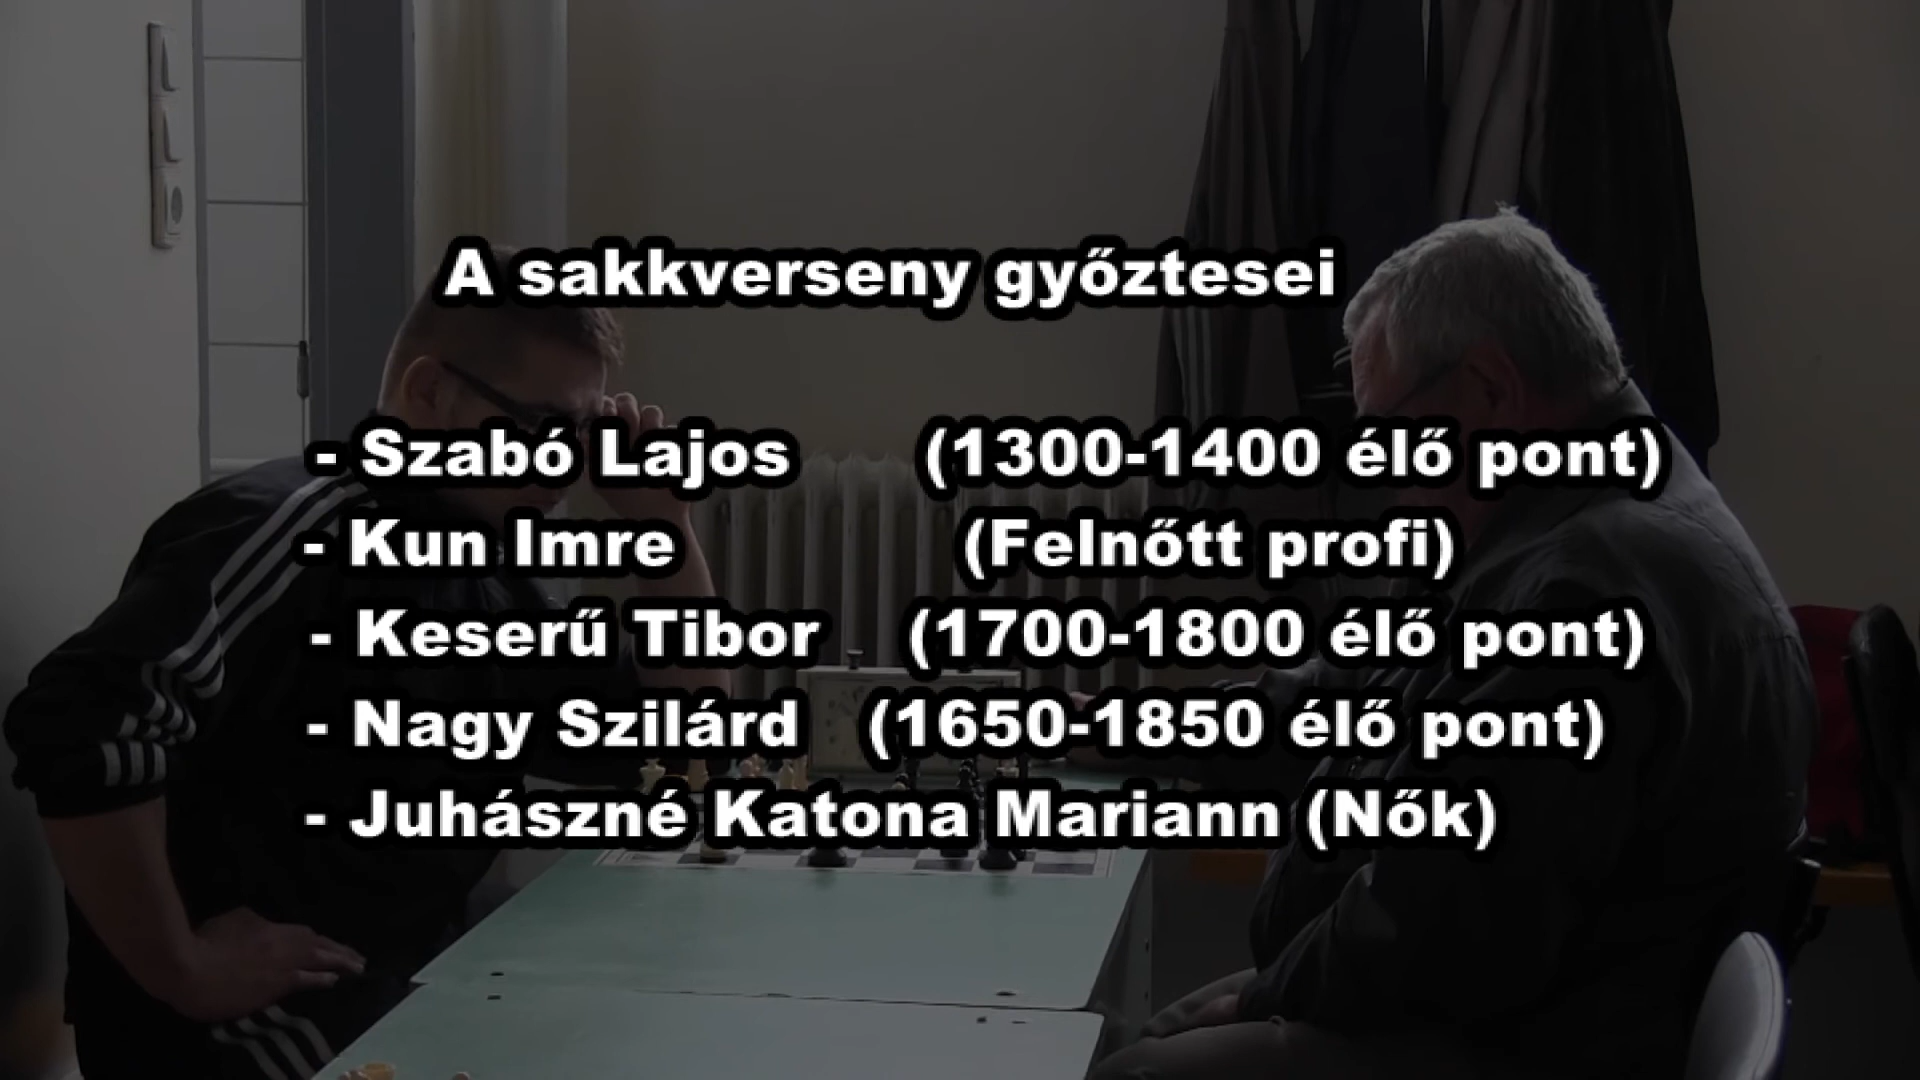 A sakkverseny győztesei
- Szabó Lajos (1300-1400 élő pont)
- Kun Imre (Felnőtt profi)
- Keserű Tibor (1700-1800 élő pont)
- Nagy Szilárd (1650-1850 élő pont)
- Juhászné Katona Mariann (Nők)